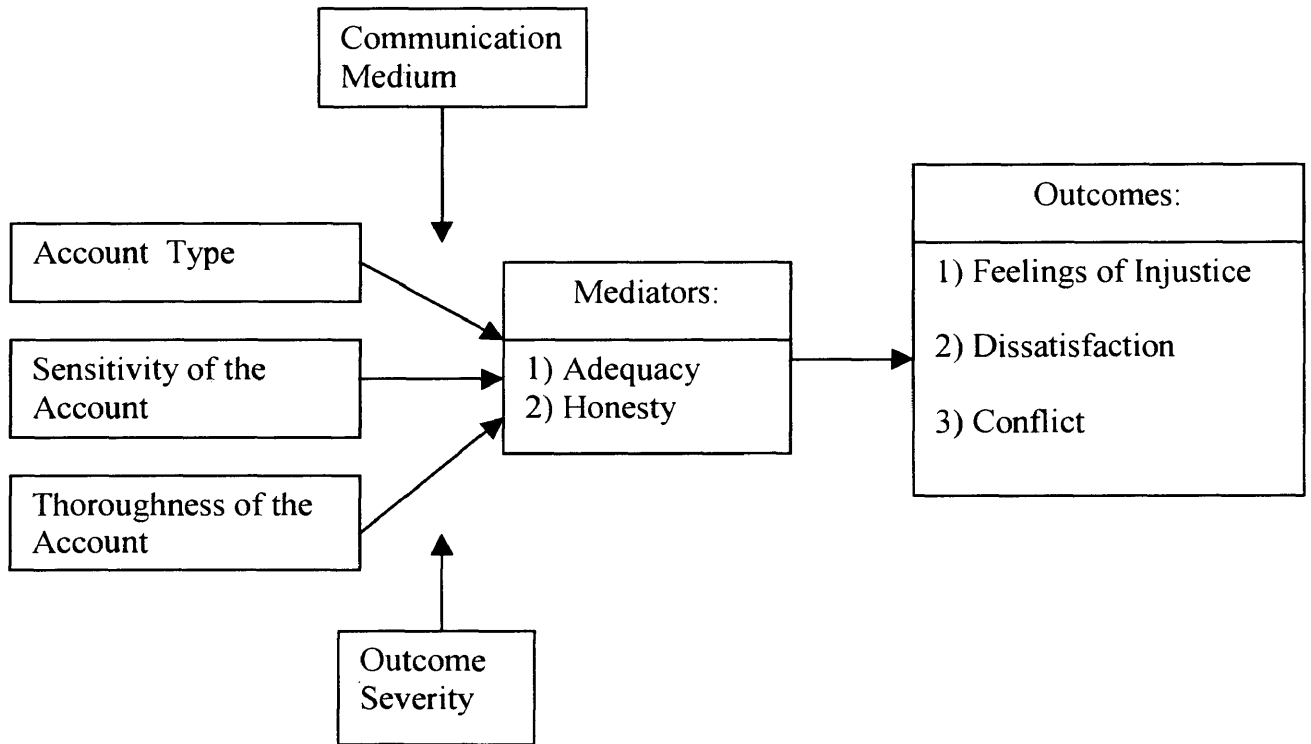 Communication
Medium
Account Type
Sensitivity of the
Account
Thoroughness of the
Account
Outcome
Severity
Mediators:
1) Adequacy
2) Honesty
Outcomes:
1) Feelings of Injustice
2) Dissatisfaction
3) Conflict